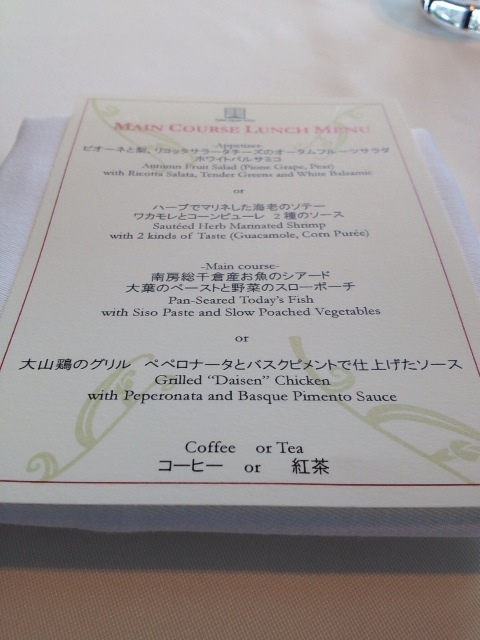 MAIN COURSE LUNCH MENU
-Appetizer-
ピオーネと梨、リコッタサラータチーズのオータムフルーツサラダ
ホワイトバルサミコ
Autumn Fruit Salad (Pione Grape, Pear)
with Ricotta Salata, Tender Greens and White Balsamic
or
ハーブでマリネした海老のソテー
ワカモレとコーンピューレ 2種のソース
Sautéed Herb Marinated Shrimp
with 2 kinds of Taste (Guacamole, Corn Purée)
-Main course-
南房総千倉産お魚のシアード
大葉のペーストと野菜のスローポーチ
Pan-Seared Today's Fish
with Siso Paste and Slow Poached Vegetables
or
大山鶏のグリル ペペロナータとバスクピメントで仕上げたソース
Grilled "Daisen" Chicken
with Peperonata and Basque Pimento Sauce
Coffee or Tea
コーヒー or 紅茶